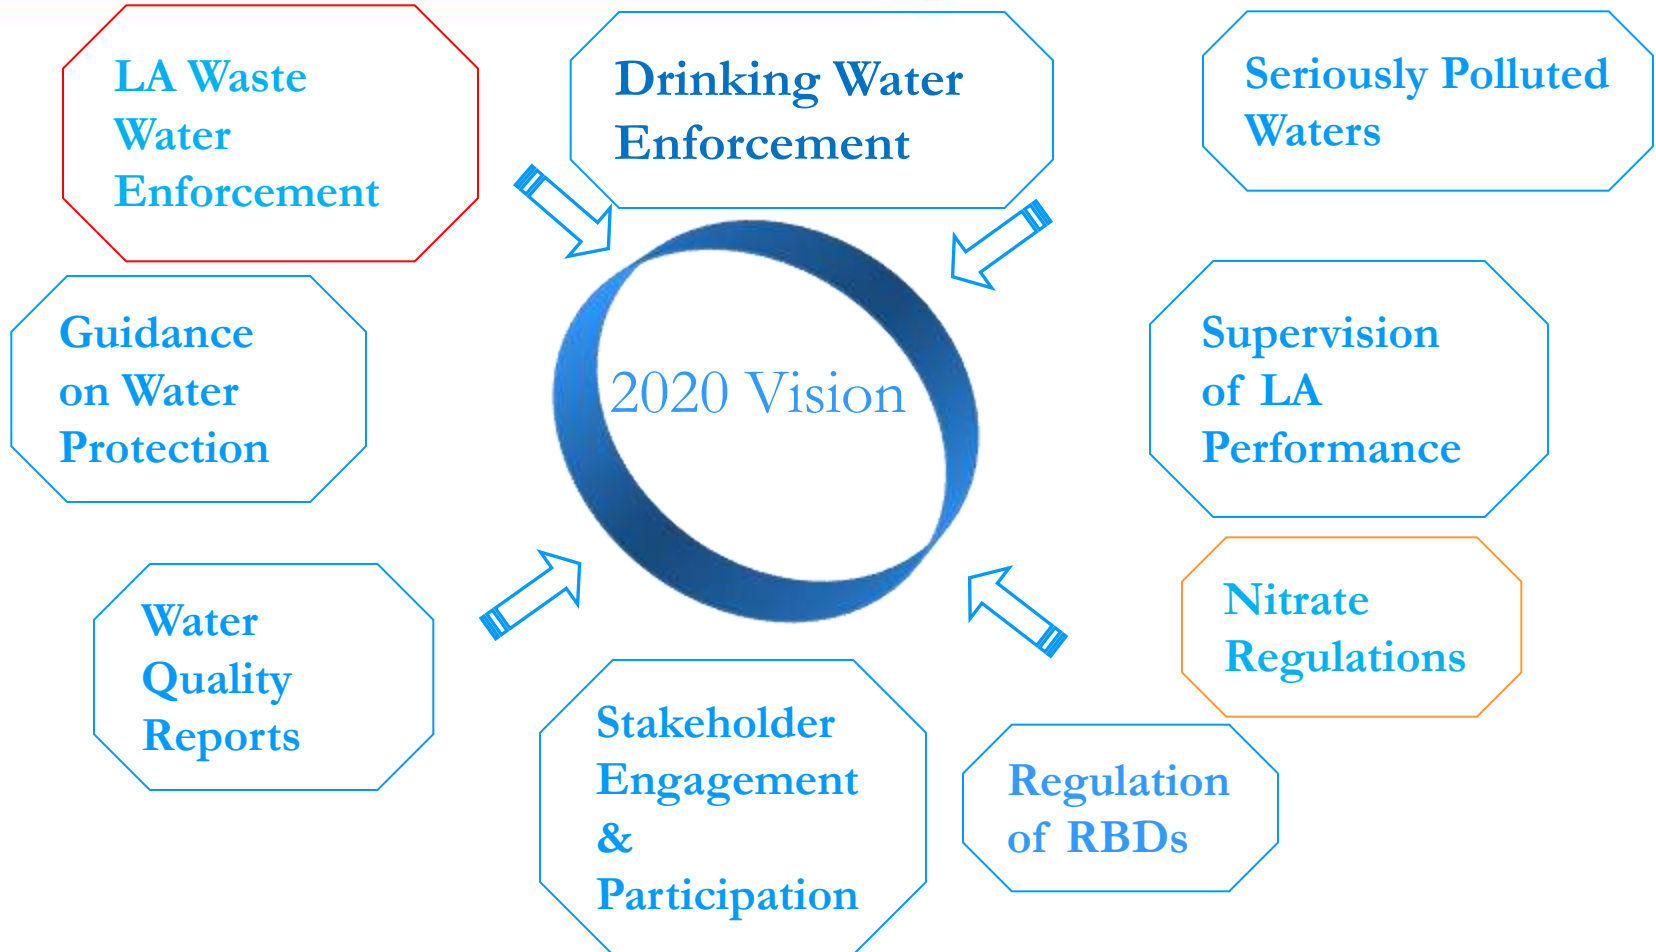 LA Waste
Water
Enforcement
Drinking Water
Enforcement
Seriously Polluted
Waters
Guidance
on Water
Protection
2020 Vision
Supervision
of LA
Performance
Water
Quality
Reports
Nitrate
Regulations
Stakeholder
Engagement
&
Participation
Regulation
of RBDs